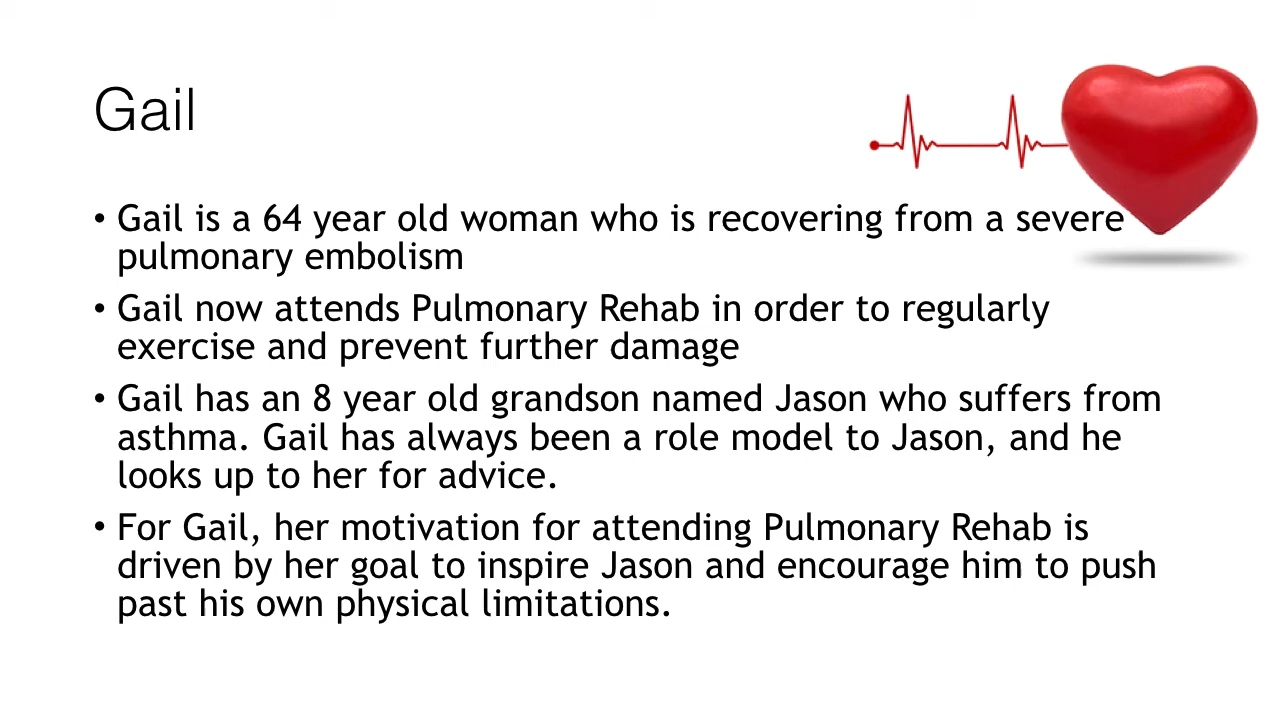 Gail
• Gail is a 64 year old woman who is recovering from a severe
pulmonary embolism
• Gail now attends Pulmonary Rehab in order to regularly
exercise and prevent further damage
• Gail has an 8 year old grandson named Jason who suffers from
asthma. Gail has always been a role model to Jason, and he
looks up to her for advice.
• For Gail, her motivation for attending Pulmonary Rehab is
driven by her goal to inspire Jason and encourage him to push
past his own physical limitations.